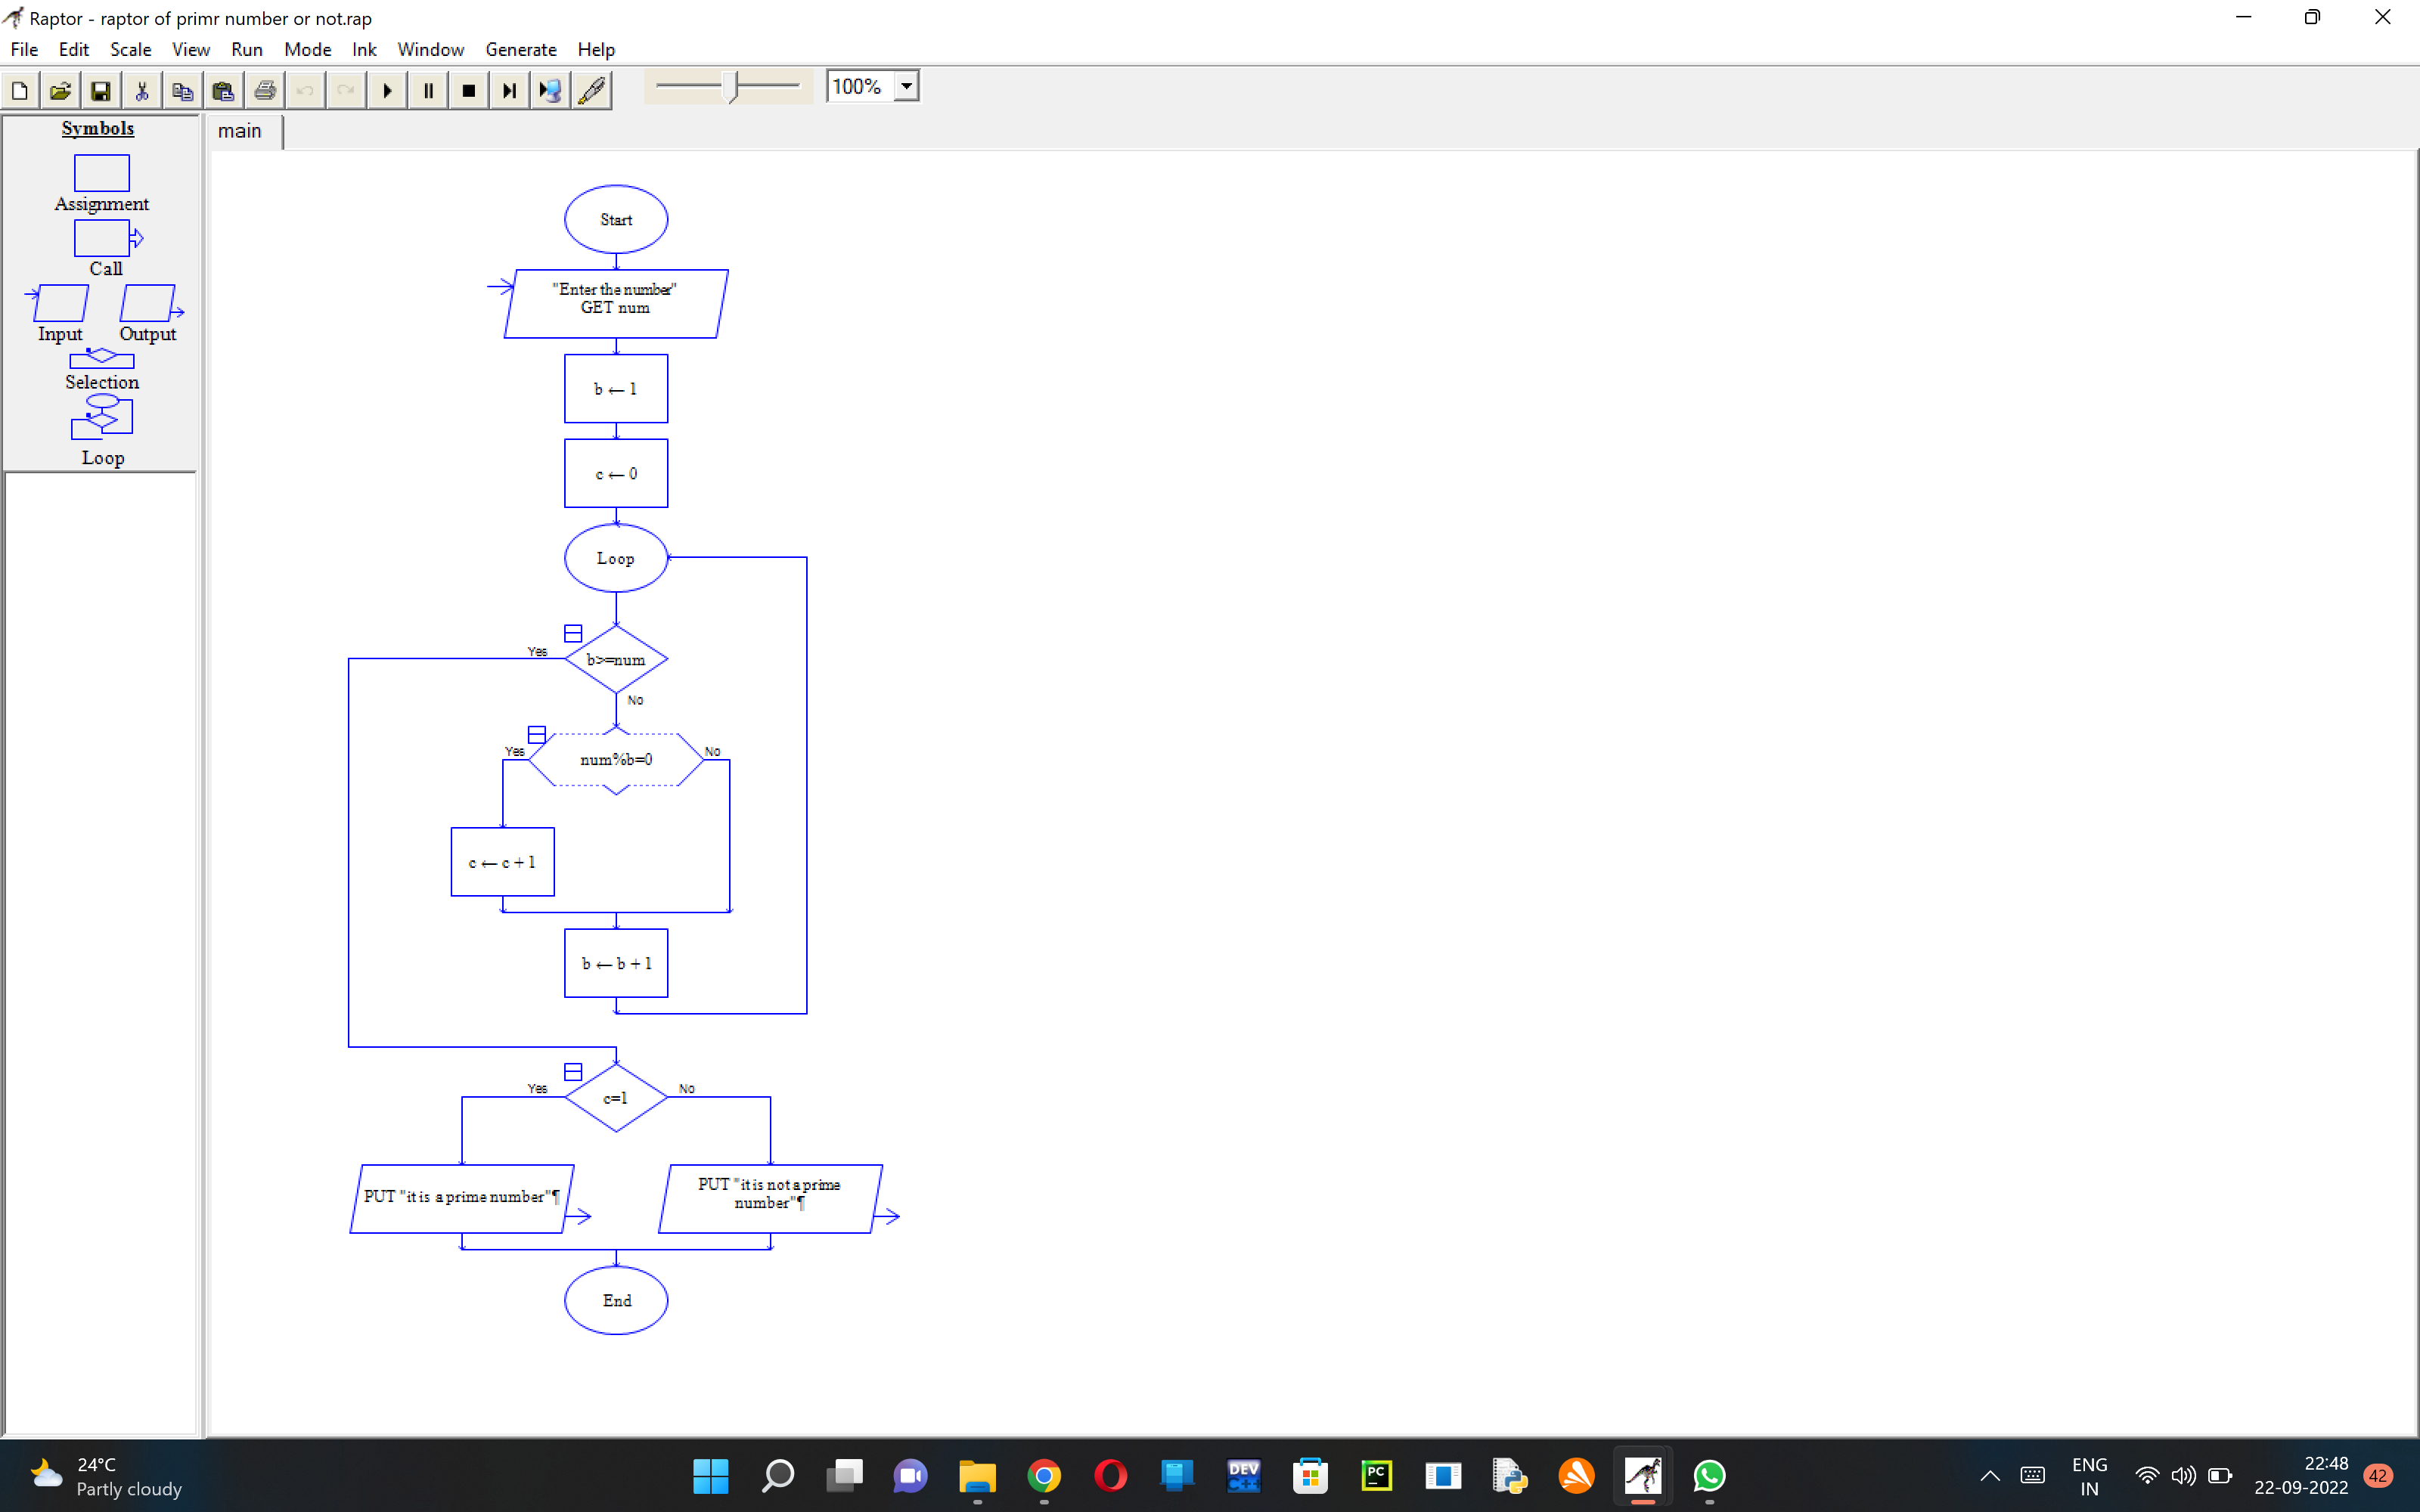 Raptor - raptor of primr number or not.rap
File Edit Scale View Run Mode Ink Window Generate Help
100%
Symbols
Assignment
Call
Input Output
Selection
Loop
main
Start
"Enter the number"
GET num
b ← 1
c ← 0
Loop
Yes
b>=num
No
Yes
num%b=0
No
c ← c + 1
b ← b + 1
Yes
c=1
No
PUT "it is a prime number"¶
PUT "it is not a prime
number"¶
End
24°C
Partly cloudy
DEV
C++
PC
ENG
IN
22:48
22-09-2022
42